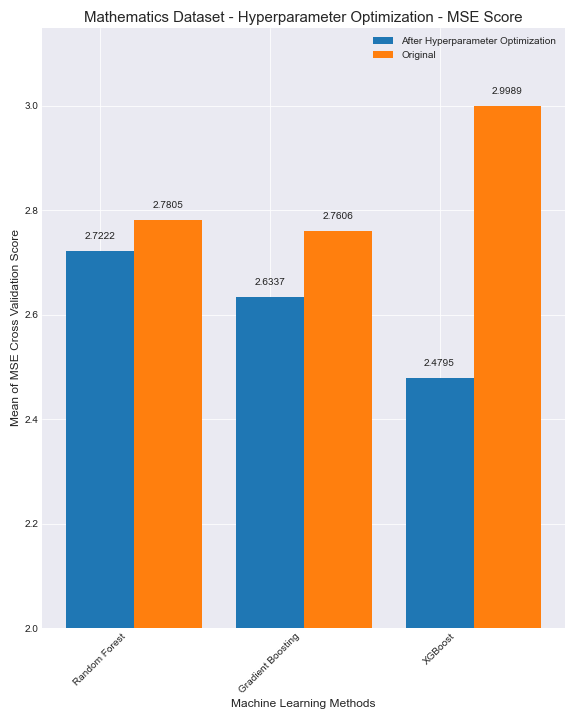 Mathematics Dataset - Hyperparameter Optimization - MSE Score
After Hyperparameter Optimization
Original
Mean of MSE Cross Validation Score
3.0
2.8
2.6
2.4
2.2
2.0
2.7222
2.7805
2.6337
2.7606
2.4795
2.9989
Random Forest
Gradient Boosting
XGBoost
Machine Learning Methods